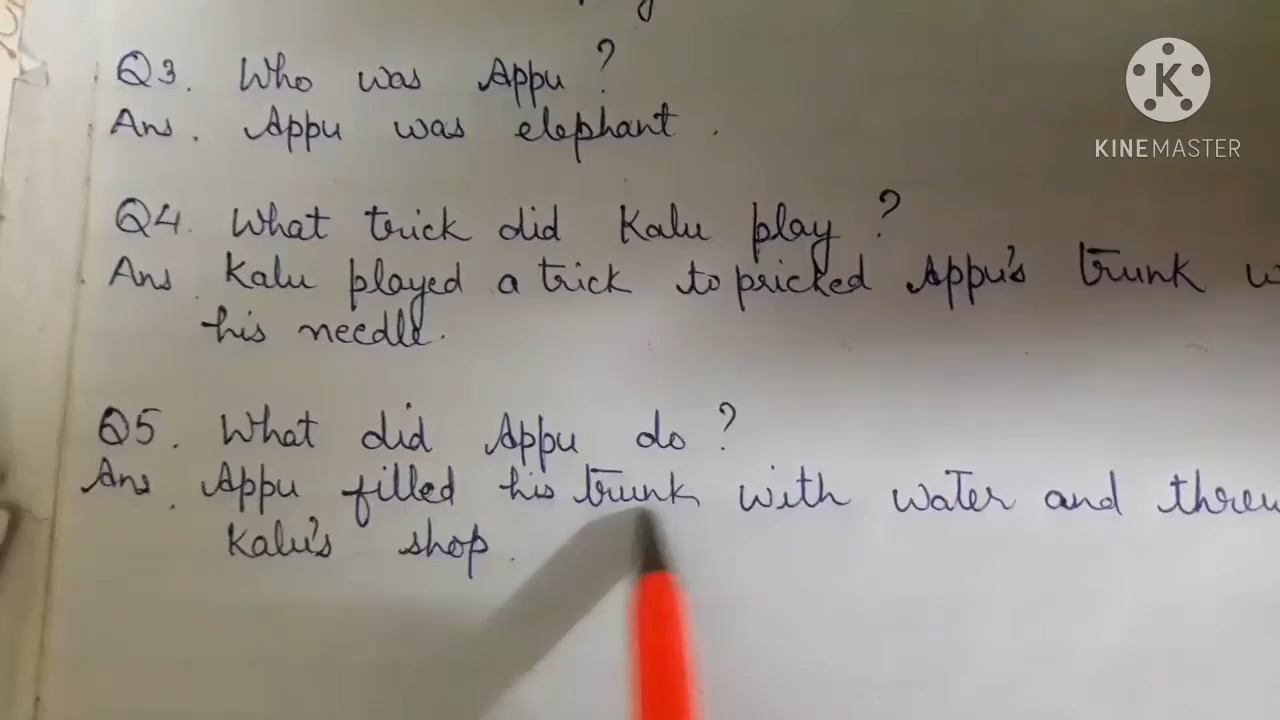 Q3. Who was Appu ?
Ans. Appu was elephant.
Q4. What trick did Kalu play ?
Ans. Kalu played a trick to pricked Appu's trunk
his needle.
Q5. What did Appu do ?
Ans. Appu filled his trunk with water and threw
Kalu's shop.
K
KINEMASTER